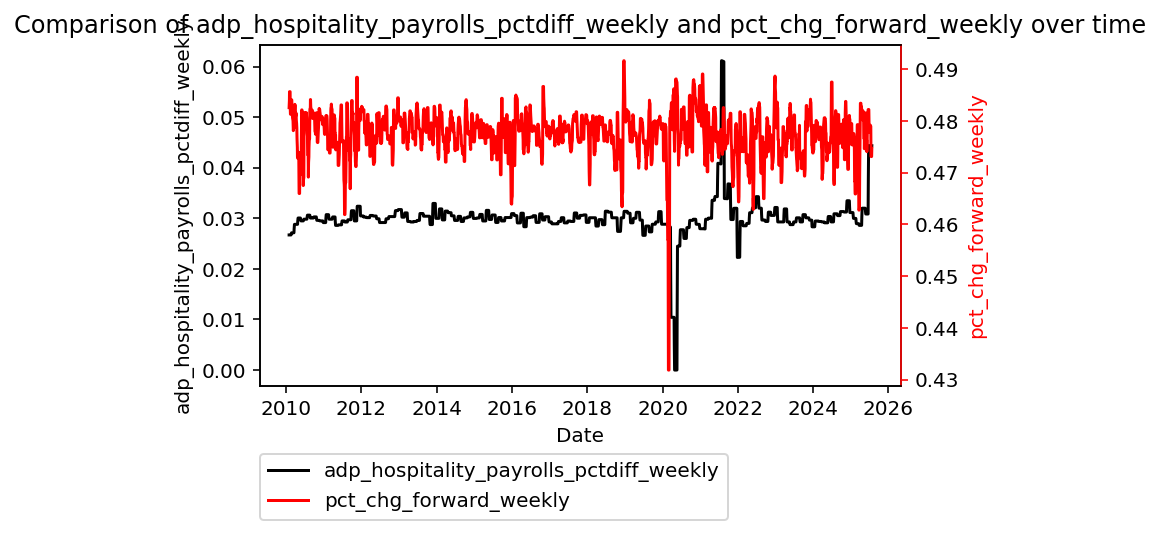 Comparison of adp_hospitality_payrolls_pctdiff_weekly and pct_chg_forward_weekly over time
adp_hospitality_payrolls_pctdiff_weekly
0.06
0.05
0.04
0.03
0.02
0.01
0.00
0.49
0.48
0.47
0.46
0.45
0.44
0.43
pct_chg_forward_weekly
2010 2012 2014 2016 2018 2020 2022 2024 2026
Date
adp_hospitality_payrolls_pctdiff_weekly
pct_chg_forward_weekly